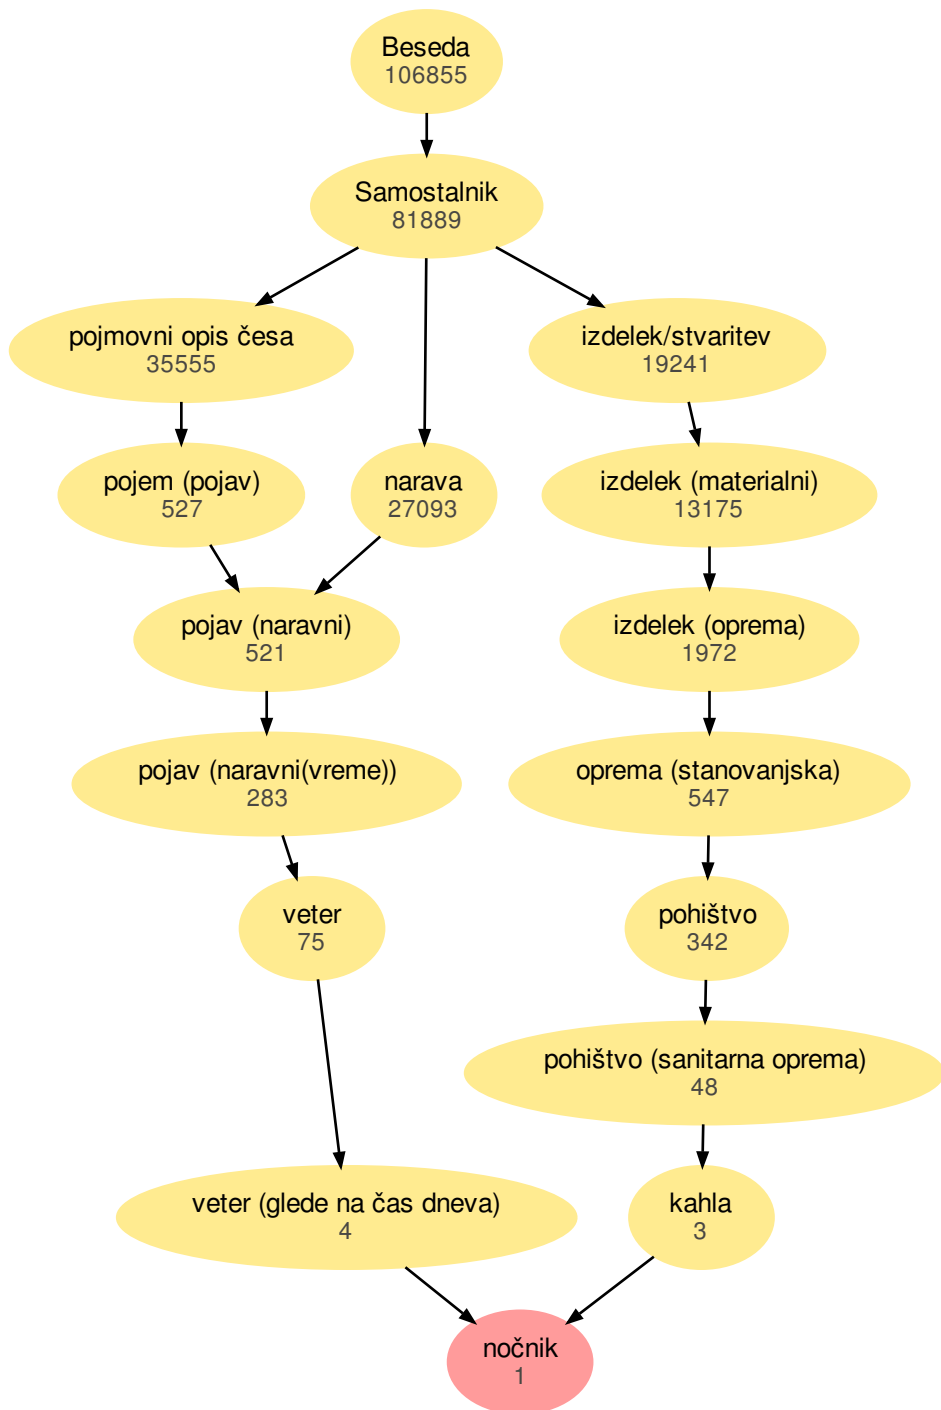 Beseda
106855
Samostalnik
81889
pojmovni opis česa
35555
izdelek/stvaritev
19241
pojem (pojav)
527
narava
27093
izdelek (materialni)
13175
pojav (naravni)
521
izdelek (oprema)
1972
pojav (naravni(vreme))
283
oprema (stanovanjska)
547
veter
75
pohištvo
342
pohištvo (sanitarna oprema)
48
veter (glede na čas dneva)
4
kahla
3
nočnik
1